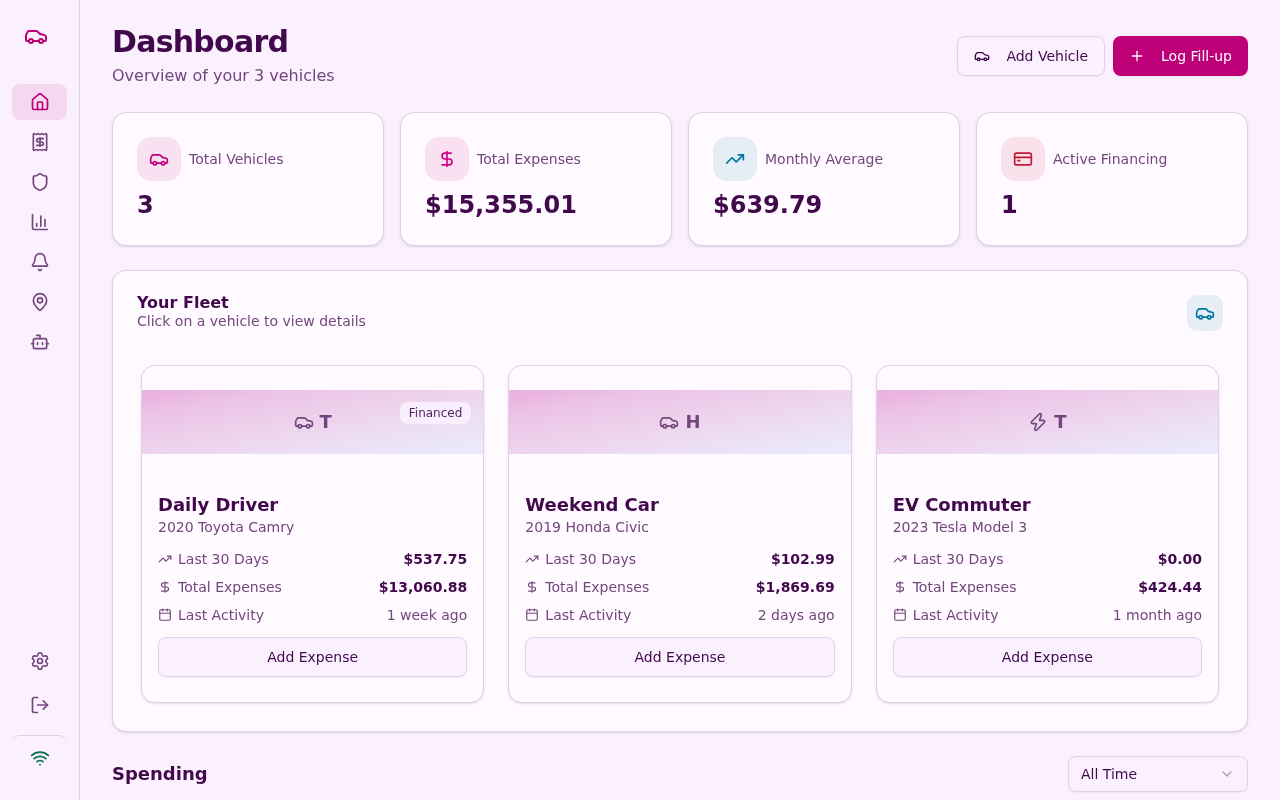 Dashboard
Overview of your 3 vehicles
Add Vehicle
Log Fill-up
Total Vehicles
3
Total Expenses
$15,355.01
Monthly Average
$639.79
Active Financing
1
Your Fleet
Click on a vehicle to view details
T
Financed
Daily Driver
2020 Toyota Camry
Last 30 Days $537.75
Total Expenses $13,060.88
Last Activity 1 week ago
Add Expense
H
Weekend Car
2019 Honda Civic
Last 30 Days $102.99
Total Expenses $1,869.69
Last Activity 2 days ago
Add Expense
T
EV Commuter
2023 Tesla Model 3
Last 30 Days $0.00
Total Expenses $424.44
Last Activity 1 month ago
Add Expense
Spending
All Time